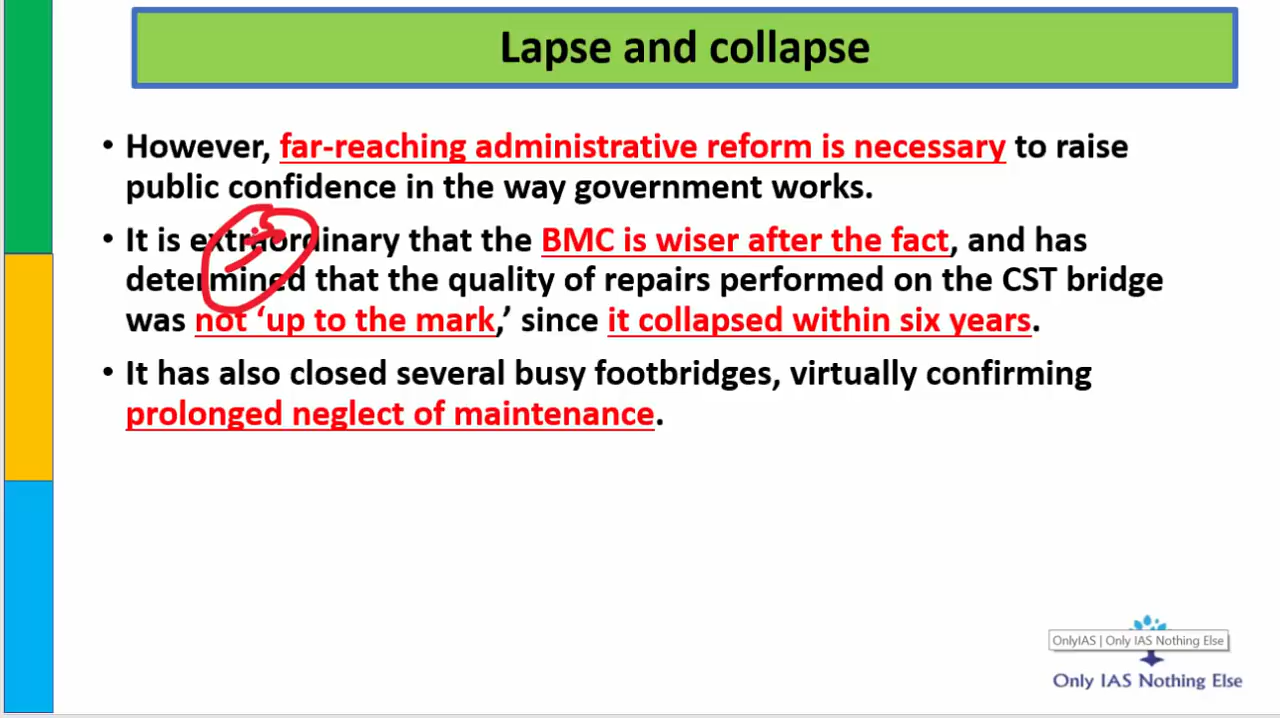 Lapse and collapse
• However, far-reaching administrative reform is necessary to raise
public confidence in the way government works.
• It is extraordinary that the BMC is wiser after the fact, and has
determined that the quality of repairs performed on the CST bridge
was not ‘up to the mark,’ since it collapsed within six years.
• It has also closed several busy footbridges, virtually confirming
prolonged neglect of maintenance.
OnlyIAS | Only IAS Nothing Else
Only IAS Nothing Else